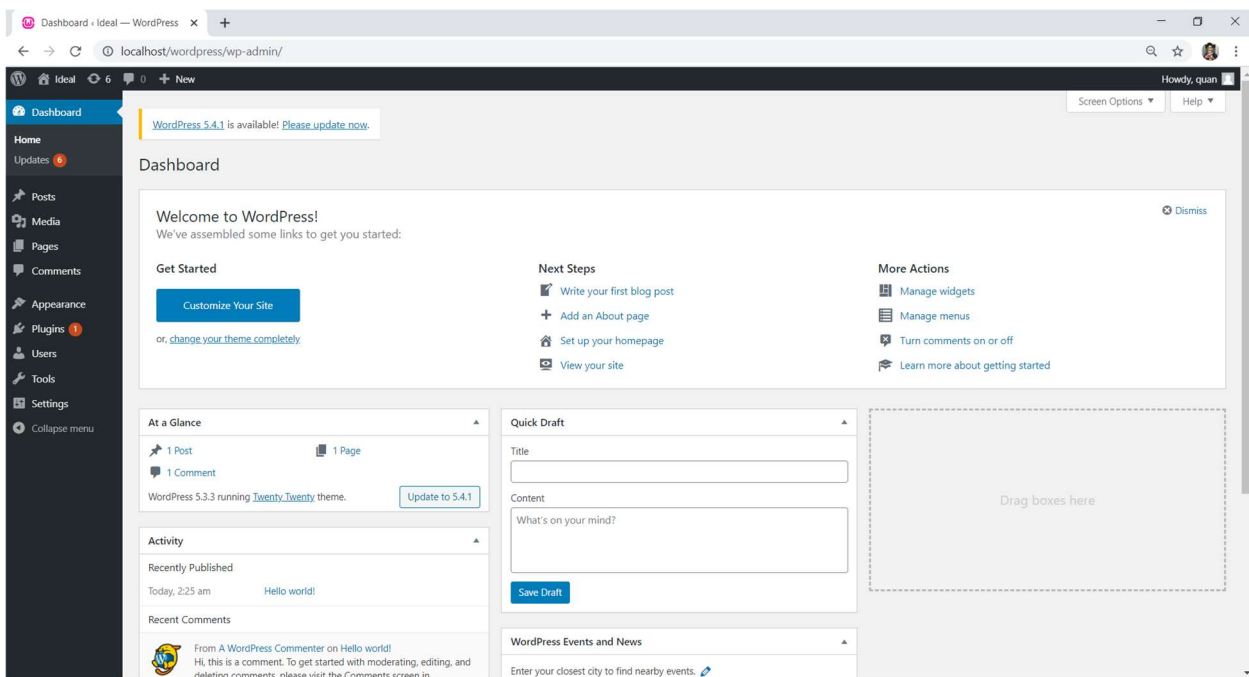 Dashboard ‹ Ideal — WordPress
localhost/wordpress/wp-admin/
Ideal 6 0 New
Howdy, quan
Screen Options Help
Dashboard
Home
Updates 6
Posts
Media
Pages
Comments
Appearance
Plugins 1
Users
Tools
Settings
Collapse menu
WordPress 5.4.1 is available! Please update now.
Dashboard
Welcome to WordPress!
We've assembled some links to get you started:
Dismiss
Get Started
Customize Your Site
or, change your theme completely
Next Steps
Write your first blog post
Add an About page
Set up your homepage
View your site
More Actions
Manage widgets
Manage menus
Turn comments on or off
Learn more about getting started
At a Glance
1 Post 1 Page
1 Comment
WordPress 5.3.3 running Twenty Twenty theme. Update to 5.4.1
Activity
Recently Published
Today, 2:25 am Hello world!
Recent Comments
From A WordPress Commenter on Hello world!
Hi, this is a comment. To get started with moderating, editing, and
deleting comments, please visit the Comments screen in
Quick Draft
Title
Content
What's on your mind?
Save Draft
WordPress Events and News
Enter your closest city to find nearby events.
Drag boxes here